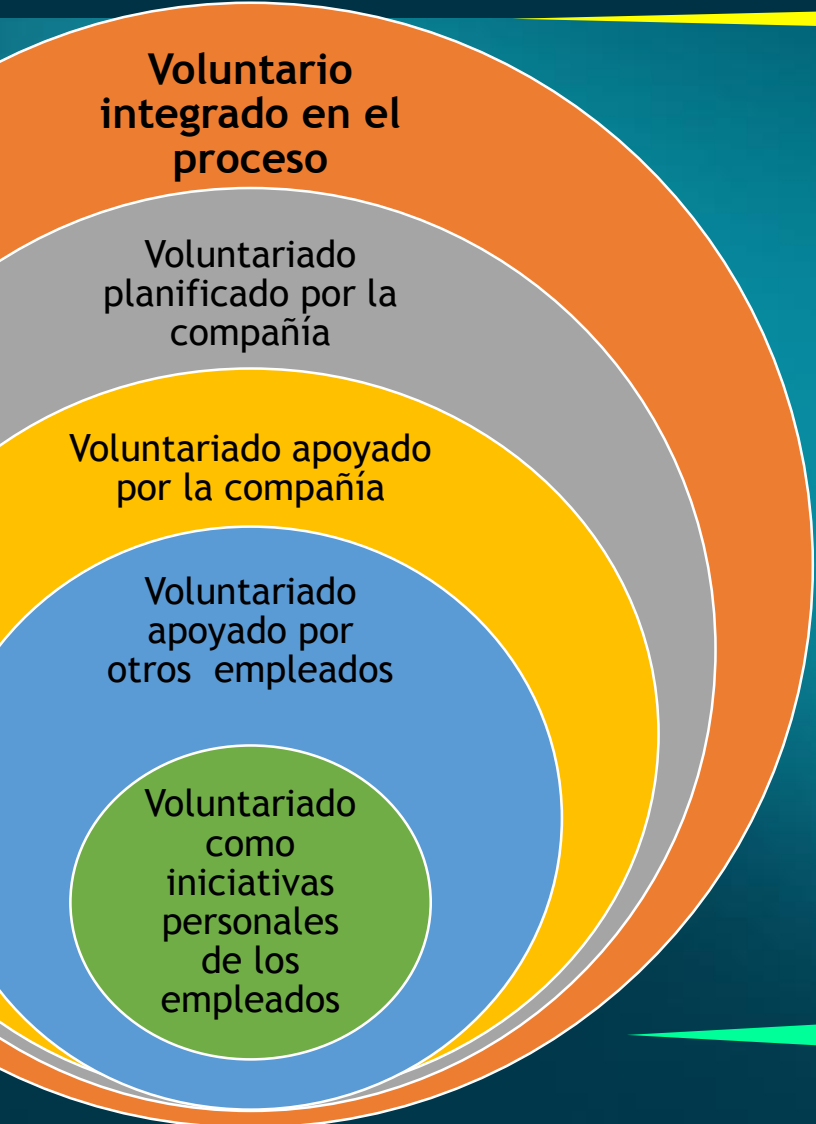 Voluntario
integrado en el
proceso
Voluntariado
planificado por la
compañía
Voluntariado apoyado
por la compañía
Voluntariado
apoyado por
otros  empleados
Voluntariado
como
iniciativas
personales
de los
empleados